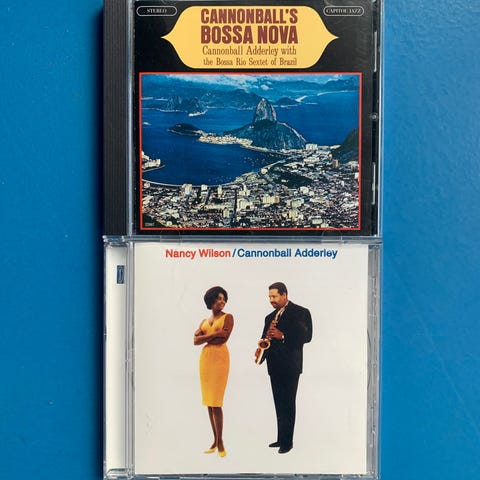 STEREO
CAPITOL JAZZ
CANNONBALL'S
BOSSA NOVA
Cannonball Adderley with
the Bossa Rio Sextet of Brazil
Nancy Wilson/Cannonball Adderley